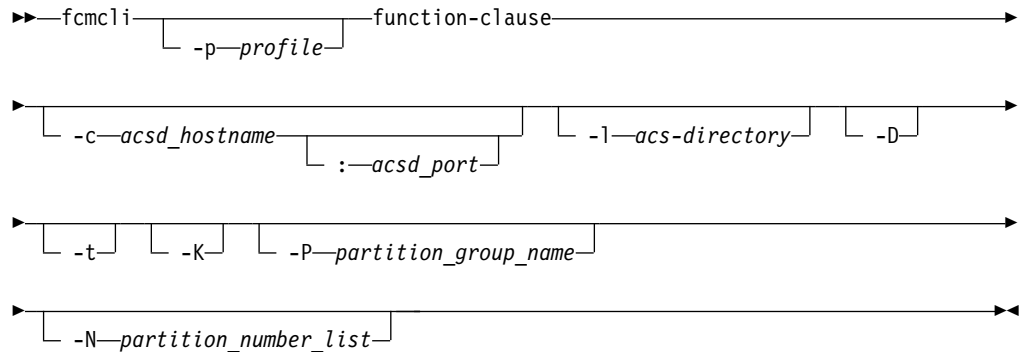 fcmcli -p profile function-clause
-c acsd_hostname : acsd_port -l acs-directory -D
-t -K -P partition_group_name
-N partition_number_list